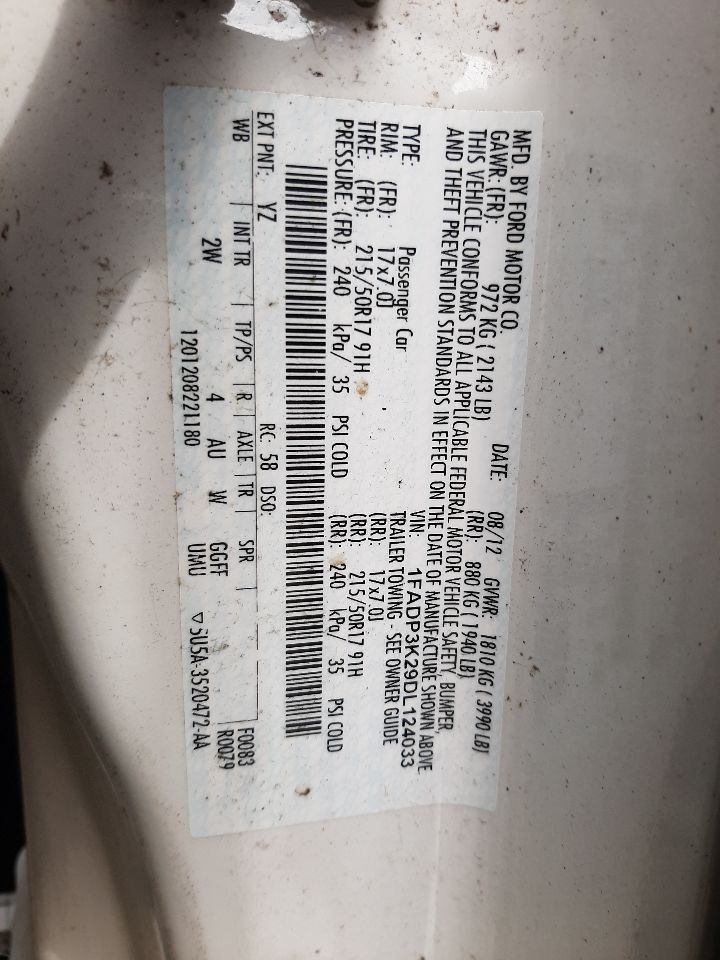 MFD. BY FORD MOTOR CO. DATE: 08/12 GVWR: 1810 KG ( 3990 LB)
GAWR: (FR): 972 KG ( 2143 LB) (RR): 880 KG ( 1940 LB)
THIS VEHICLE CONFORMS TO ALL APPLICABLE FEDERAL MOTOR VEHICLE SAFETY, BUMPER,
AND THEFT PREVENTION STANDARDS IN EFFECT ON THE DATE OF MANUFACTURE SHOWN ABOVE.
VIN: 1FADP3K29DL124033
TYPE: Passenger Car TRAILER TOWING - SEE OWNER GUIDE
RIM: (FR): 17x7.0J (RR): 17x7.0J
TIRE: (FR): 215/50R17 91H (RR): 215/50R17 91H
PRESSURE: (FR): 240 kPa/ 35 PSI COLD (RR): 240 kPa/ 35 PSI COLD
EXT PNT: YZ RC: 58 DSO: F0083
WB INT TR TP/PS R AXLE TR SPR R0079
2W 4 AU W GGFF
UMU
1201208221180 ▽5U5A-3520472-AA